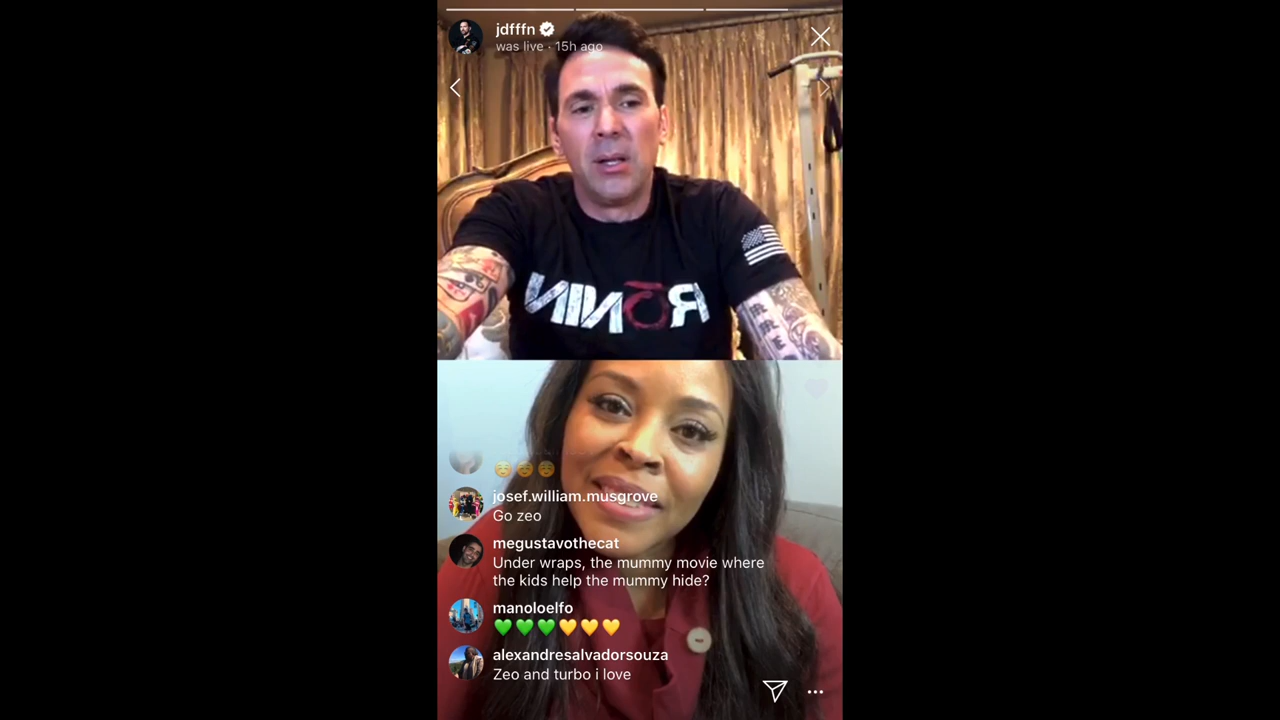 jdfffn
was live · 15h ago
RŌNIN
😌😌😌
josef.william.musgrove
Go zeo
megustavothecat
Under wraps, the mummy movie where
the kids help the mummy hide?
manoloelfo
💚💚💚💛💛💛
alexandresalvadorsouza
Zeo and turbo i love